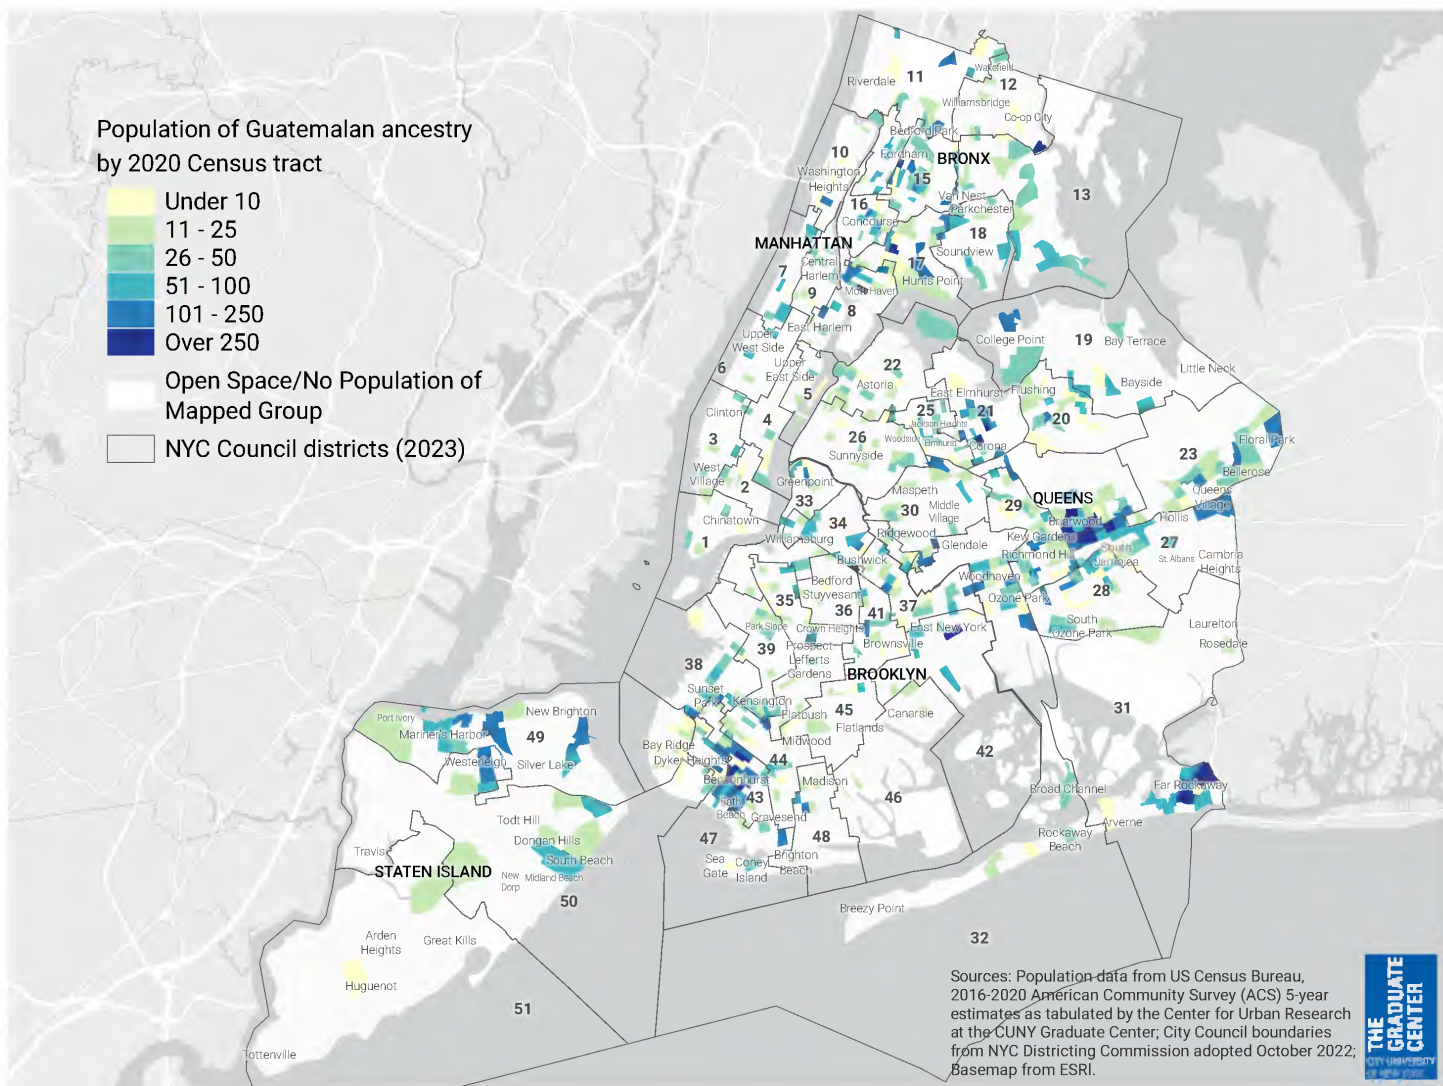 Population of Guatemalan ancestry
by 2020 Census tract
Under 10
11 - 25
26 - 50
51 - 100
101 - 250
Over 250
Open Space/No Population of
Mapped Group
NYC Council districts (2023)
Riverdale
11
Wakefield
12
Williamsbridge
Co-op City
Bedford Park
10
Fordham
BRONX
Washington
Heights
15
13
Van Nest
Parkchester
16
Concourse
18
MANHATTAN
Soundview
Central
Harlem
7
17
Hunts Point
Mott Haven
9
8
East Harlem
Upper
West Side
College Point
19
Bay Terrace
6
Upper
East Side
22
Little Neck
5
Astoria
East Elmhurst
Flushing
Bayside
Clinton
4
25
21
20
Jackson Heights
3
26
Woodside
Elmhurst
Corona
Floral Park
Sunnyside
23
West
Village
Bellerose
2
Greenpoint
Maspeth
QUEENS
Queens
Village
33
30
Middle
Village
29
Chinatown
34
Briarwood
Hollis
1
Williamsburg
Ridgewood
Kew Gardens
27
Glendale
Richmond Hill
South
Jamaica
St. Albans
Cambria
Heights
Bushwick
Woodhaven
Bedford
Stuyvesant
28
35
36
41
37
Ozone Park
Park Slope
Crown Heights
East New York
South
Ozone Park
Laurelton
39
Prospect
Lefferts
Gardens
Brownsville
Rosedale
38
BROOKLYN
Sunset
Park
Kensington
Flatbush
45
Canarsie
31
Port Ivory
New Brighton
Flatlands
Mariner's Harbor
49
Bay Ridge
Midwood
42
Westerleigh
Silver Lake
Dyker Heights
44
Bensonhurst
Madison
Broad Channel
Far Rockaway
43
46
Bath
Beach
Gravesend
Todt Hill
Arverne
Dongan Hills
47
48
Rockaway
Beach
Travis
South Beach
Sea
Gate
Coney
Island
Brighton
Beach
STATEN ISLAND
New
Dorp
Midland Beach
50
Breezy Point
Arden
Heights
Great Kills
32
Huguenot
51
Tottenville
Sources: Population data from US Census Bureau,
2016-2020 American Community Survey (ACS) 5-year
estimates as tabulated by the Center for Urban Research
at the CUNY Graduate Center; City Council boundaries
from NYC Districting Commission adopted October 2022;
Basemap from ESRI.
THE
GRADUATE
CENTER
CITY UNIVERSITY
OF NEW YORK